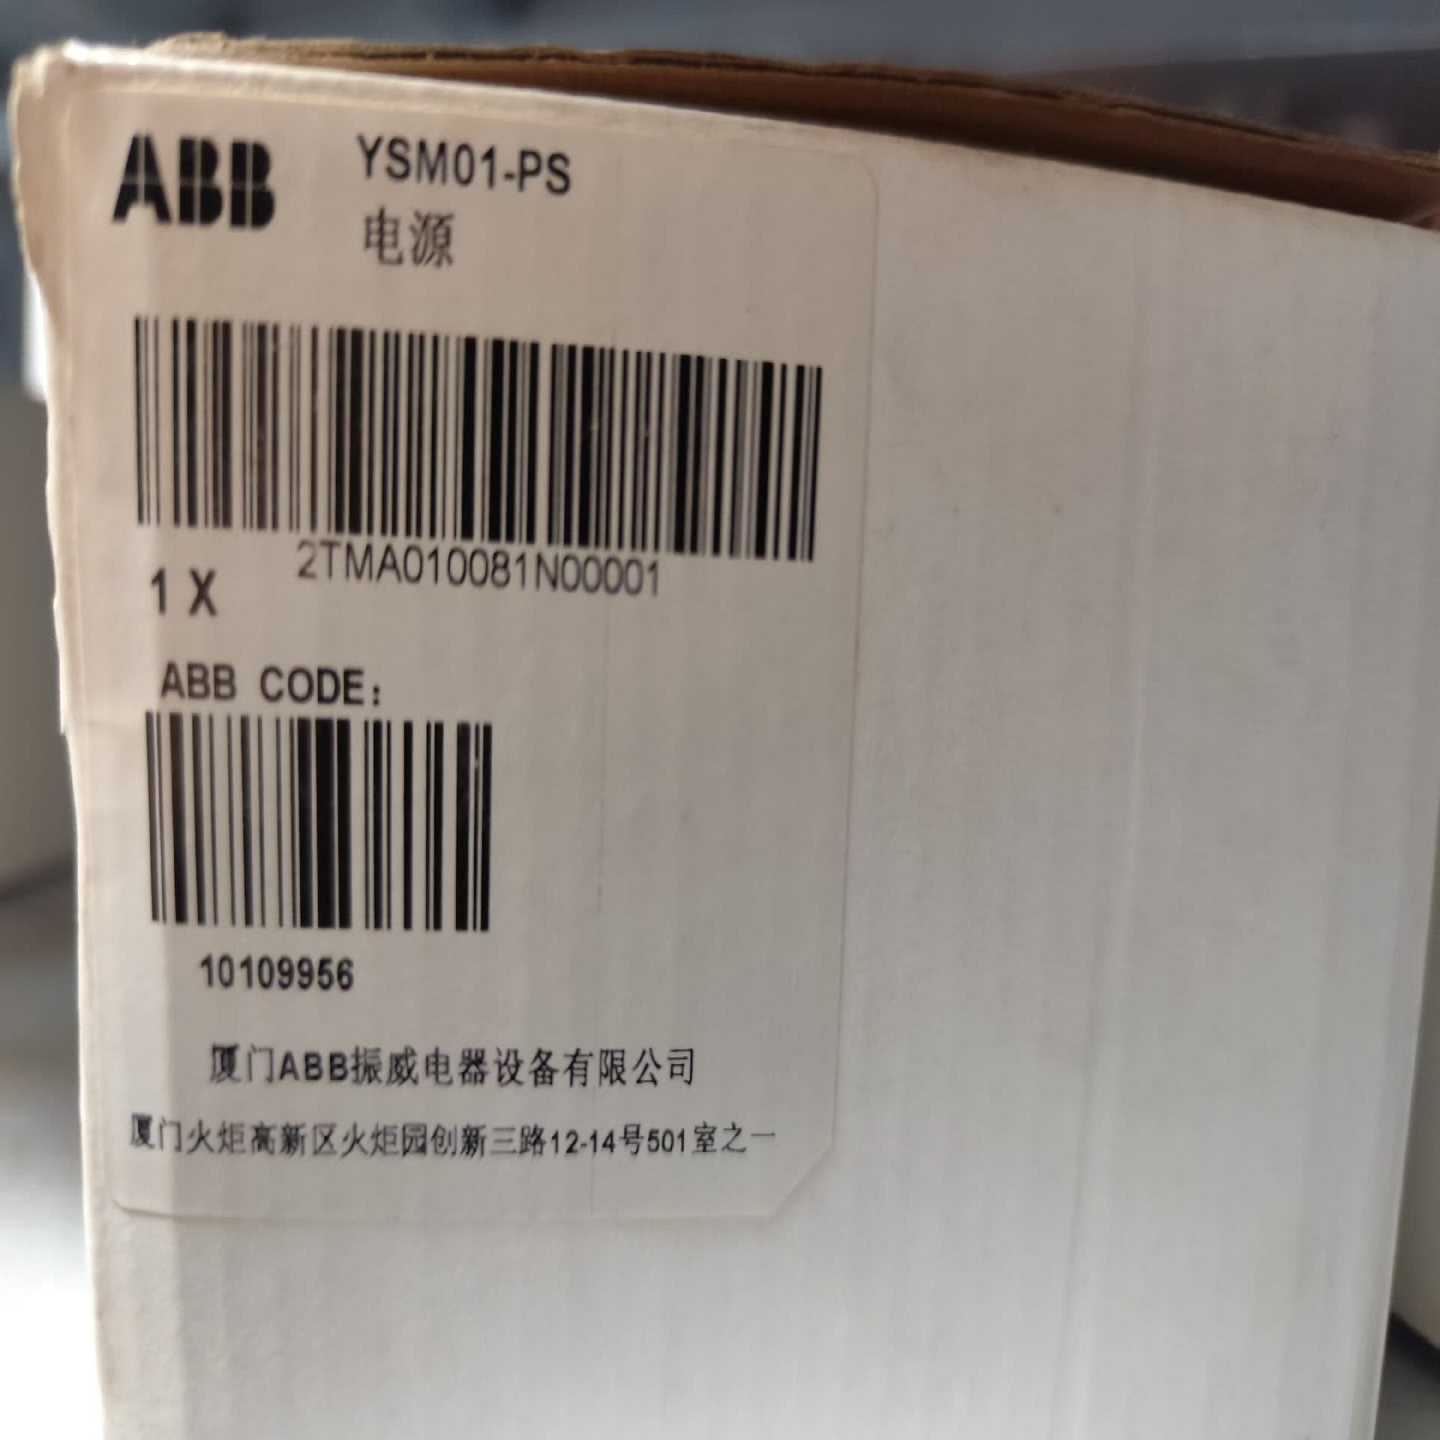 ABB
YSM01-PS
电源
2TMA010081N00001
1 X
ABB CODE:
10109956
厦门ABB振威电器设备有限公司
厦门火炬高新区火炬园创新三路12-14号501室之一